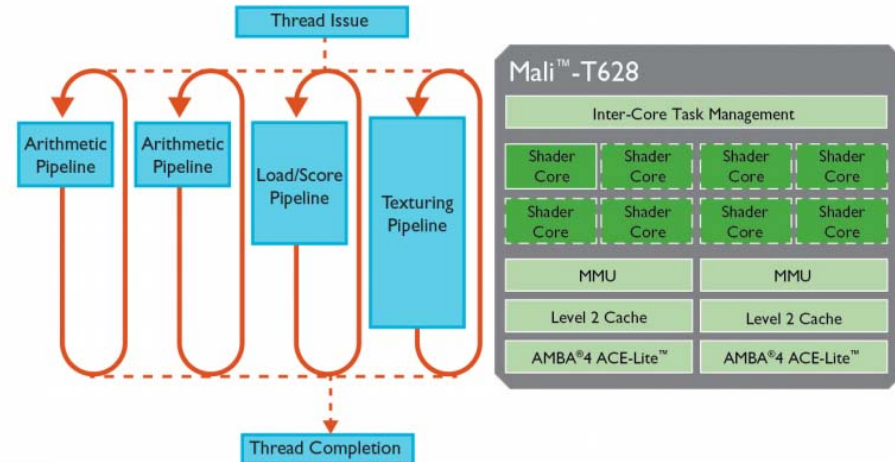 Thread Issue
Arithmetic
Pipeline
Arithmetic
Pipeline
Load/Score
Pipeline
Texturing
Pipeline
Thread Completion
Mali™-T628
Inter-Core Task Management
Shader
Core
Shader
Core
Shader
Core
Shader
Core
Shader
Core
Shader
Core
Shader
Core
Shader
Core
MMU
MMU
Level 2 Cache
Level 2 Cache
AMBA®4 ACE-Lite™
AMBA®4 ACE-Lite™